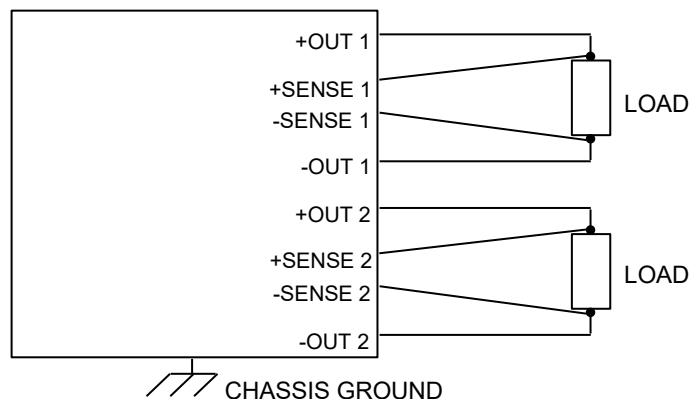 +OUT 1
+SENSE 1
-SENSE 1
LOAD
-OUT 1
+OUT 2
+SENSE 2
LOAD
-SENSE 2
-OUT 2
CHASSIS GROUND